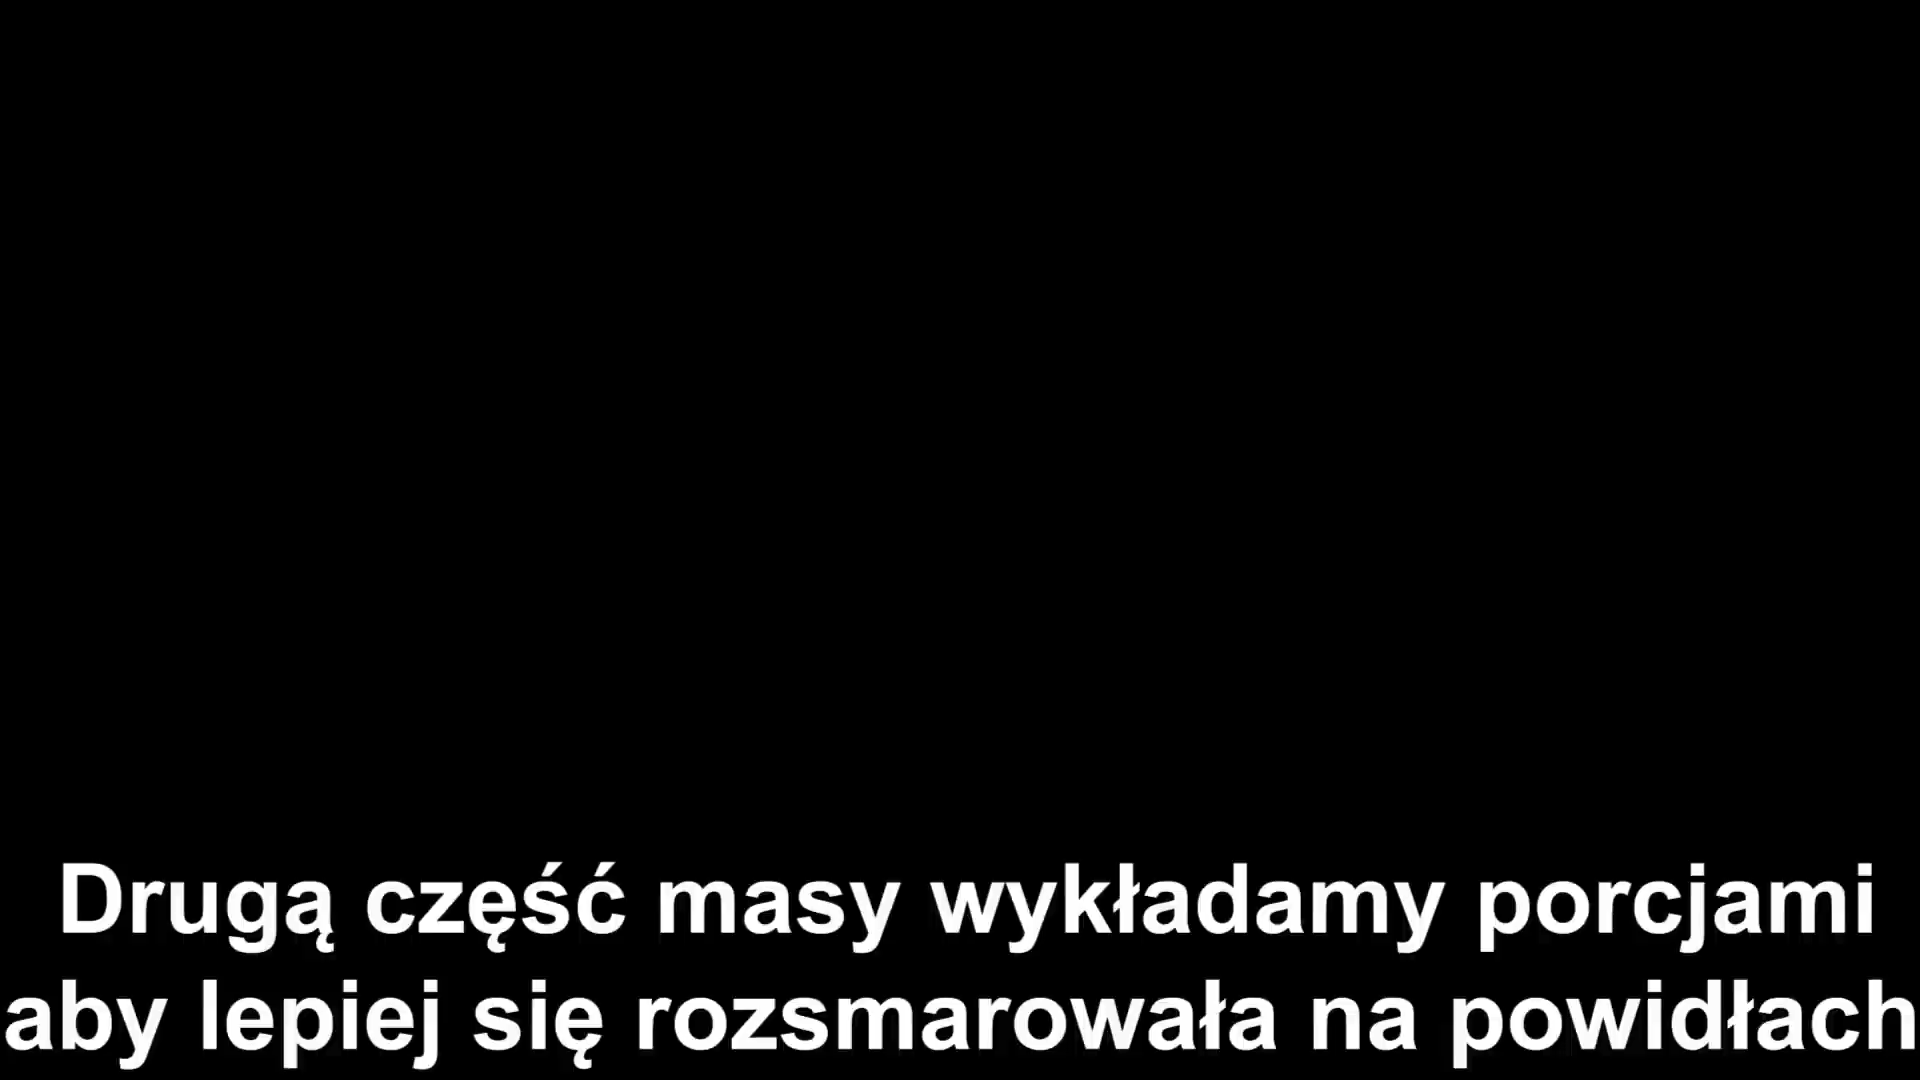 Drugą część masy wykładamy porcjami
aby lepiej się rozsmarowała na powidłach